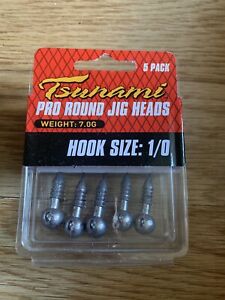 5 PACK
Tsunami
PRO ROUND JIG HEADS
WEIGHT: 7.0G
HOOK SIZE: 1/0